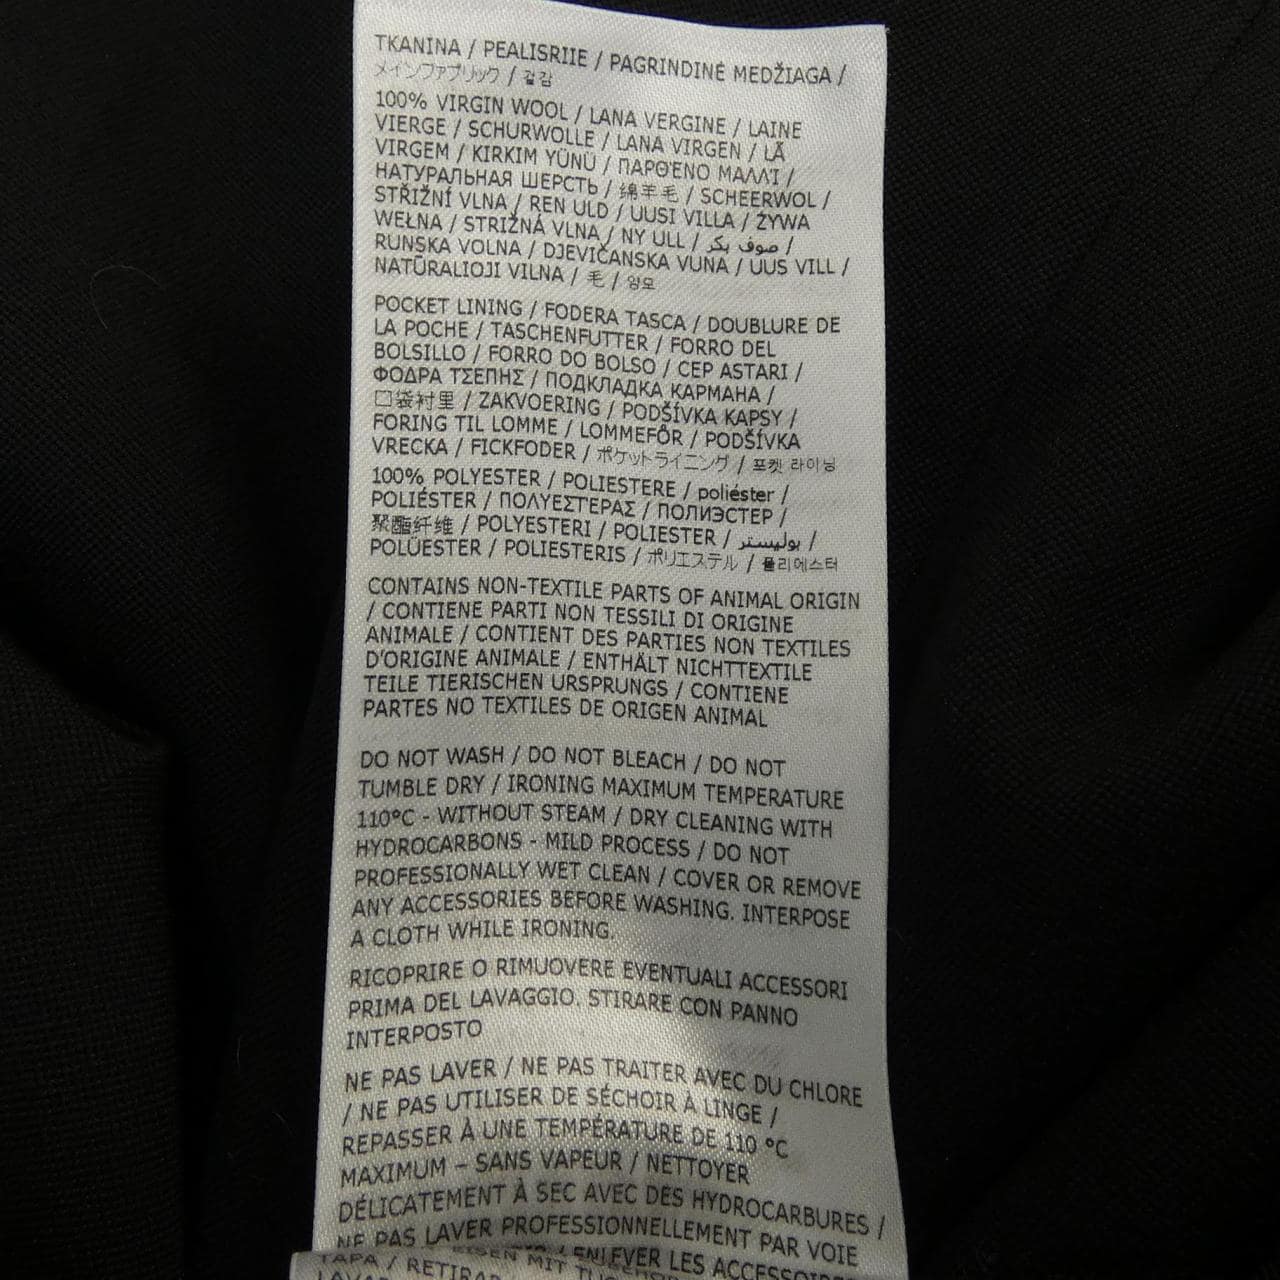 TKANINA / PEALISRIIE / PAGRINDINĖ MEDŽIAGA /
メインファブリック / 겉감
100% VIRGIN WOOL / LANA VERGINE / LAINE
VIERGE / SCHURWOLLE / LANA VIRGEN / LÃ
VIRGEM / KIRKIM YÜNÜ / ΠΑΡΘΈΝΟ ΜΑΛΛΊ /
НАТУРАЛЬНАЯ ШЕРСТЬ / 绵羊毛 / SCHEERWOL /
STŘIŽNÍ VLNA / REN ULD / UUSI VILLA / ŻYWA
WEŁNA / STRIŽNÁ VLNA / NY ULL / صوف بكر /
RUNSKA VOLNA / DJEVIČANSKA VUNA / UUS VILL /
NATŪRALIOJI VILNA / 毛 / 양모
POCKET LINING / FODERA TASCA / DOUBLURE DE
LA POCHE / TASCHENFUTTER / FORRO DEL
BOLSILLO / FORRO DO BOLSO / CEP ASTARI /
ΦΟΔΡΑ ΤΣΕΠΗΣ / ПОДКЛАДКА КАРМАНА /
口袋衬里 / ZAKVOERING / PODŠÍVKA KAPSY /
FORING TIL LOMME / LOMMEFÔR / PODŠÍVKA
VRECKA / FICKFODER / ポケットライニング / 포켓 라이닝
100% POLYESTER / POLIESTERE / poliéster /
POLIÉSTER / ΠΟΛΥΕΣΤΕΡΑΣ / ПОЛИЭСТЕР /
聚酯纤维 / POLYESTERI / POLIESTER / بوليستر /
POLÜESTER / POLIESTERIS / ポリエステル / 폴리에스터
CONTAINS NON-TEXTILE PARTS OF ANIMAL ORIGIN
/ CONTIENE PARTI NON TESSILI DI ORIGINE
ANIMALE / CONTIENT DES PARTIES NON TEXTILES
D'ORIGINE ANIMALE / ENTHÄLT NICHTTEXTILE
TEILE TIERISCHEN URSPRUNGS / CONTIENE
PARTES NO TEXTILES DE ORIGEN ANIMAL
DO NOT WASH / DO NOT BLEACH / DO NOT
TUMBLE DRY / IRONING MAXIMUM TEMPERATURE
110°C - WITHOUT STEAM / DRY CLEANING WITH
HYDROCARBONS - MILD PROCESS / DO NOT
PROFESSIONALLY WET CLEAN / COVER OR REMOVE
ANY ACCESSORIES BEFORE WASHING. INTERPOSE
A CLOTH WHILE IRONING.
RICOPRIRE O RIMUOVERE EVENTUALI ACCESSORI
PRIMA DEL LAVAGGIO. STIRARE CON PANNO
INTERPOSTO
NE PAS LAVER / NE PAS TRAITER AVEC DU CHLORE
/ NE PAS UTILISER DE SÉCHOIR À LINGE /
REPASSER À UNE TEMPÉRATURE DE 110 °C
MAXIMUM – SANS VAPEUR / NETTOYER
DÉLICATEMENT À SEC AVEC DES HYDROCARBURES /
NE PAS LAVER PROFESSIONNELLEMENT PAR VOIE
/ ENLEVER LES
TAPA / RETIRAR